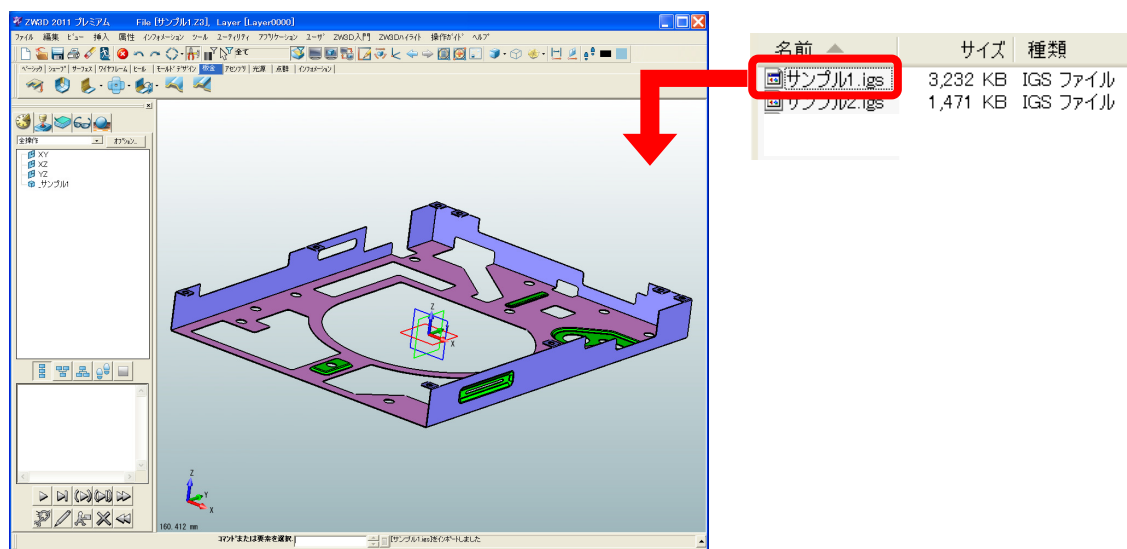 ZW3D 2011 プレミアム File [サンプル1.Z3], Layer [Layer0000]
ファイル 編集 ビュー 挿入 属性 インフォメーション ツール ユーティリティ アプリケーション ユーザ ZW3D入門 ZW3Dハイライト 操作ガイド ヘルプ
全て
ベーシック シェープ サーフェス ワイヤフレーム ヒール モールドデザイン 板金 アセンブリ 光源 点群 インフォメーション
全操作 オプション...
XY
XZ
YZ
_サンプル1
Z
X
Z
Y
X
160.412 mm
コマンドまたは要素を選択. [サンプル1.igs]をインポートしました
名前 サイズ 種類
サンプル1.igs 3,232 KB IGS ファイル
サンプル2.igs 1,471 KB IGS ファイル